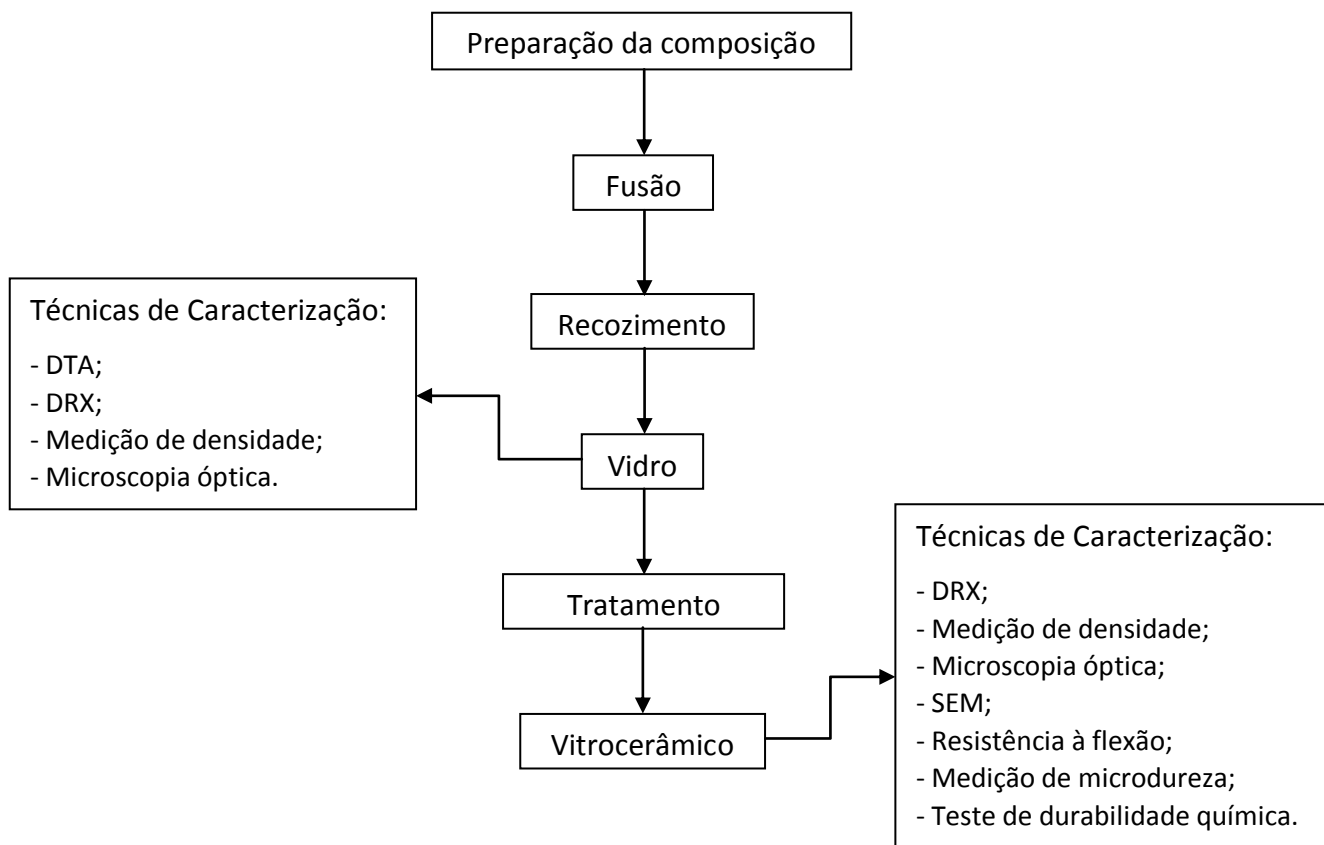 Preparação da composição
Fusão
Recozimento
Técnicas de Caracterização:
- DTA;
- DRX;
- Medição de densidade;
- Microscopia óptica.
Vidro
Tratamento
Vitrocerâmico
Técnicas de Caracterização:
- DRX;
- Medição de densidade;
- Microscopia óptica;
- SEM;
- Resistência à flexão;
- Medição de microdureza;
- Teste de durabilidade química.